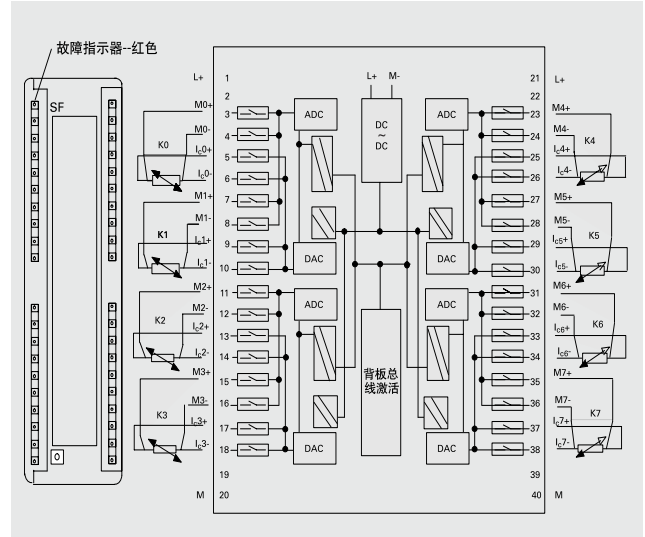 故障指示器--红色
SF
L+ 1
2
M0+ 3
M0- 4
K0
Ic0+ 5
Ic0- 6
M1+ 7
M1- 8
K1
Ic1+ 9
Ic1- 10
M2+ 11
M2- 12
K2
Ic2+ 13
Ic2- 14
M3+ 15
M3- 16
K3
Ic3+ 17
Ic3- 18
19
M 20
L+ M-
ADC
DC
~
DC
ADC
DAC
DAC
ADC
ADC
背板总
线激活
DAC
DAC
21 L+
22
23 M4+
24 M4-
K4
25 Ic4+
26 Ic4-
27 M5+
28 M5-
K5
29 Ic5+
30 Ic5-
31 M6+
32 M6-
K6
33 Ic6+
34 Ic6-
35 M7+
36 M7-
K7
37 Ic7+
38 Ic7-
39
40 M